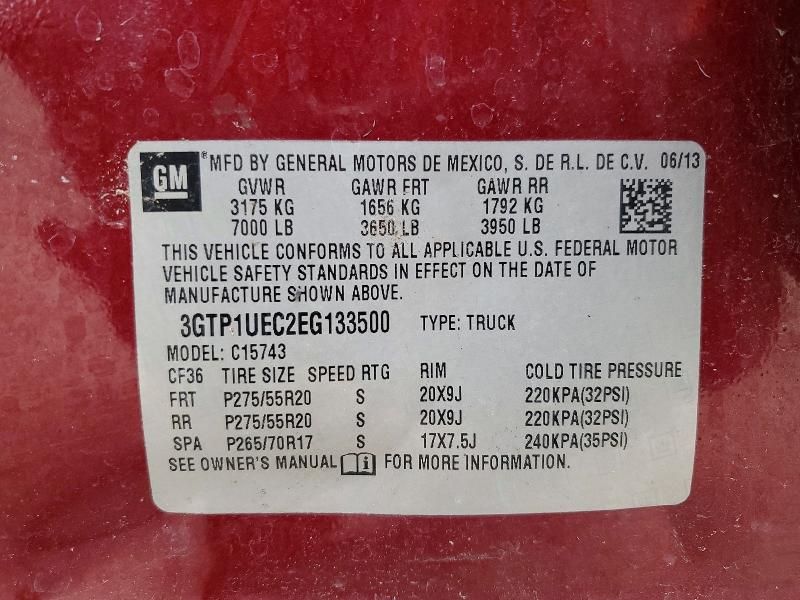 GM ® MFD BY GENERAL MOTORS DE MEXICO, S. DE R.L. DE C.V. 06/13
GVWR GAWR FRT GAWR RR
3175 KG 1656 KG 1792 KG
7000 LB 3650 LB 3950 LB
THIS VEHICLE CONFORMS TO ALL APPLICABLE U.S. FEDERAL MOTOR
VEHICLE SAFETY STANDARDS IN EFFECT ON THE DATE OF
MANUFACTURE SHOWN ABOVE.
3GTP1UEC2EG133500 TYPE: TRUCK
MODEL: C15743
CF36 TIRE SIZE SPEED RTG RIM COLD TIRE PRESSURE
FRT P275/55R20 S 20X9J 220KPA(32PSI)
RR P275/55R20 S 20X9J 220KPA(32PSI)
SPA P265/70R17 S 17X7.5J 240KPA(35PSI)
SEE OWNER'S MANUAL i FOR MORE INFORMATION.